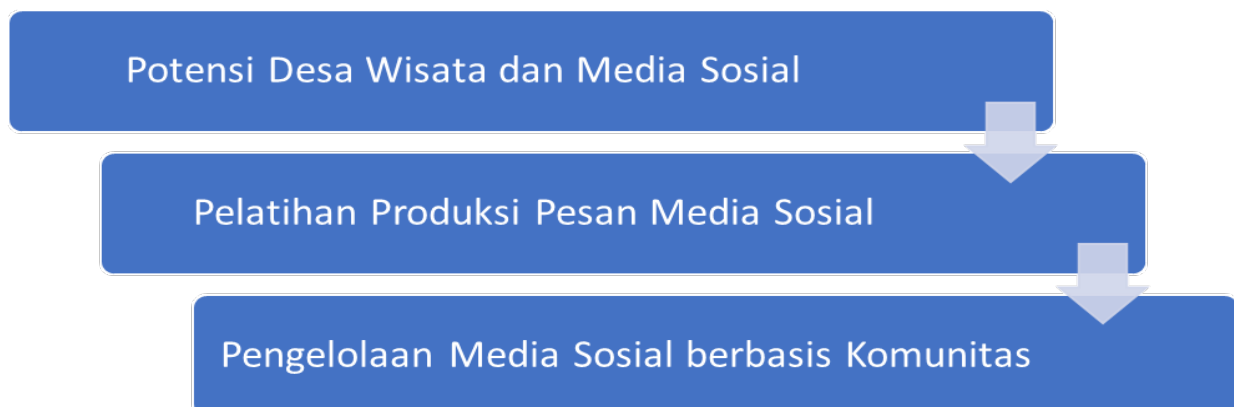 Potensi Desa Wisata dan Media Sosial
Pelatihan Produksi Pesan Media Sosial
Pengelolaan Media Sosial berbasis Komunitas